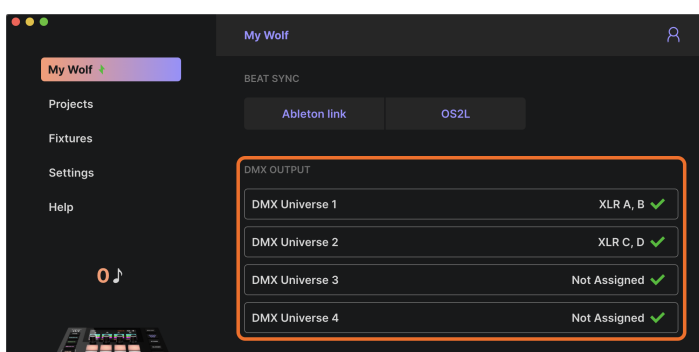 My Wolf
My Wolf
Projects
Fixtures
Settings
Help
0
BEAT SYNC
Ableton link OS2L
DMX OUTPUT
DMX Universe 1 XLR A, B
DMX Universe 2 XLR C, D
DMX Universe 3 Not Assigned
DMX Universe 4 Not Assigned